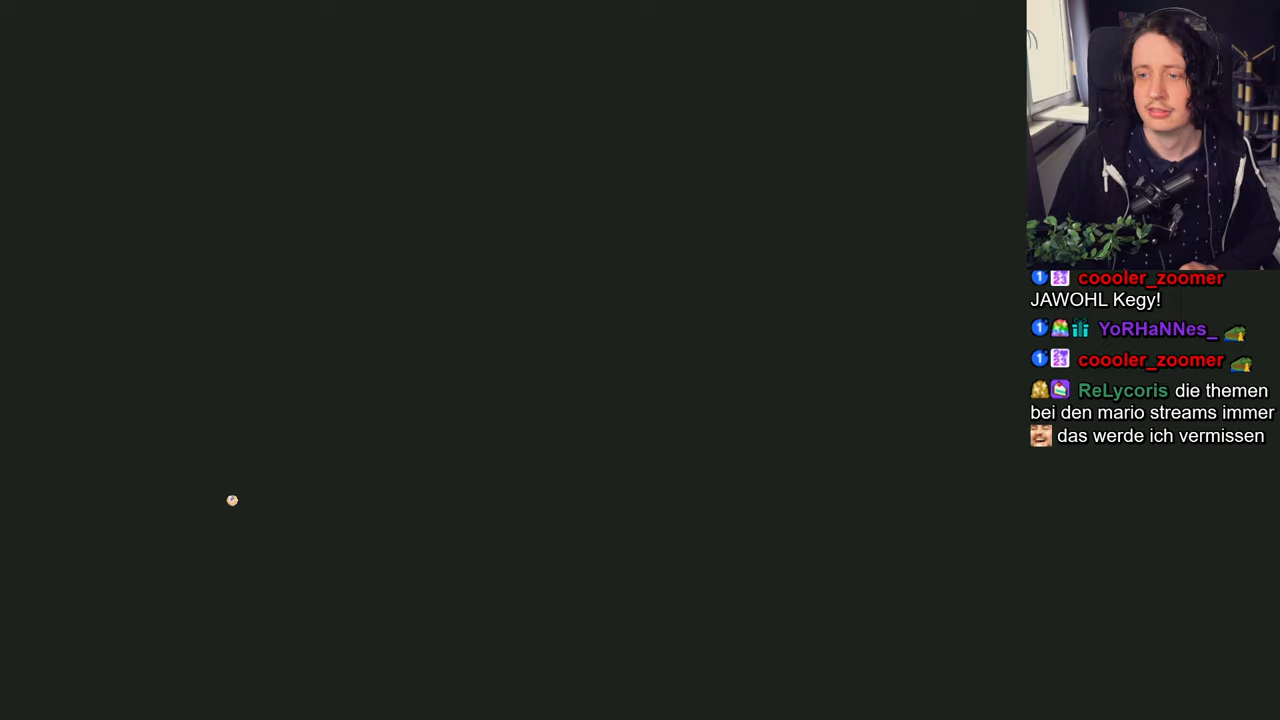 coooler_zoomer
JAWOHL Kegy!
YoRHaNNes_
coooler_zoomer
ReLycoris die themen
bei den mario streams immer
das werde ich vermissen